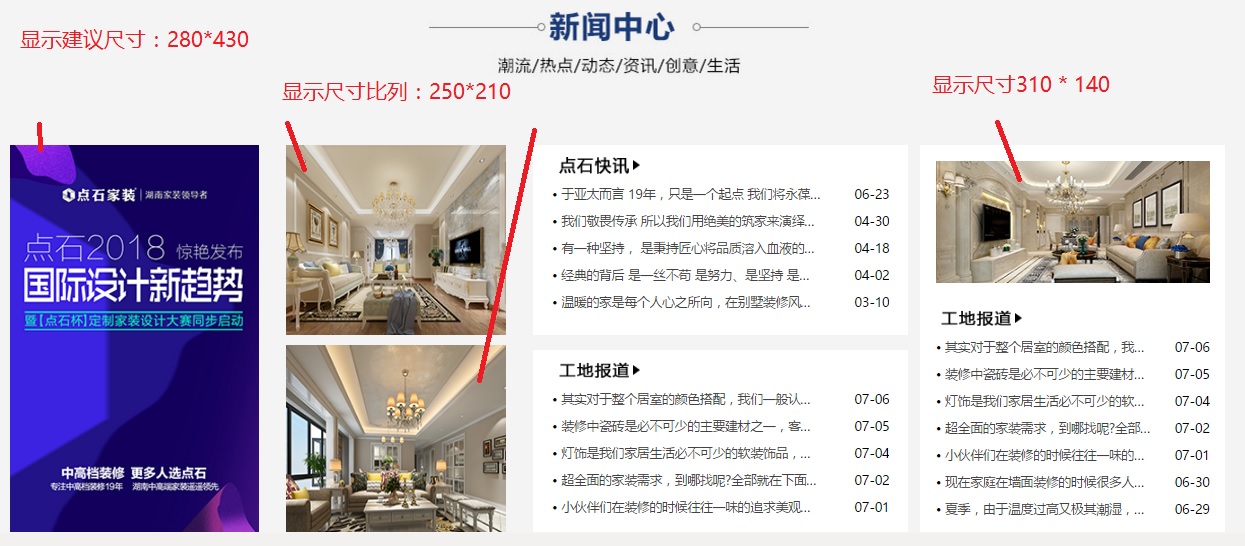 新闻中心
潮流/热点/动态/资讯/创意/生活
显示建议尺寸：280*430
显示尺寸比列：250*210
显示尺寸310 * 140
点石家装 湖南家装领导者
点石2018 惊艳发布
国际设计新趋势
暨【点石杯】定制家装设计大赛同步启动
中高档装修 更多人选点石
专注中高档装修19年 湖南中高端家装遥遥领先
点石快讯
• 于亚太而言 19年，只是一个起点 我们将永葆... 06-23
• 我们敬畏传承 所以我们用绝美的筑家来演绎... 04-30
• 有一种坚持， 是秉持匠心将品质溶入血液的... 04-18
• 经典的背后 是一丝不苟 是努力、是坚持 是... 04-02
• 温暖的家是每个人心之所向，在别墅装修风... 03-10
工地报道
• 其实对于整个居室的颜色搭配，我们一般认... 07-06
• 装修中瓷砖是必不可少的主要建材之一，客... 07-05
• 灯饰是我们家居生活必不可少的软装饰品，... 07-04
• 超全面的家装需求，到哪找呢?全部就在下面... 07-02
• 小伙伴们在装修的时候往往一味的追求美观... 07-01
工地报道
• 其实对于整个居室的颜色搭配，我... 07-06
• 装修中瓷砖是必不可少的主要建材... 07-05
• 灯饰是我们家居生活必不可少的软... 07-04
• 超全面的家装需求，到哪找呢?全部... 07-02
• 小伙伴们在装修的时候往往一味的... 07-01
• 现在家庭在墙面装修的时候很多人... 06-30
• 夏季，由于温度过高又极其潮湿，... 06-29